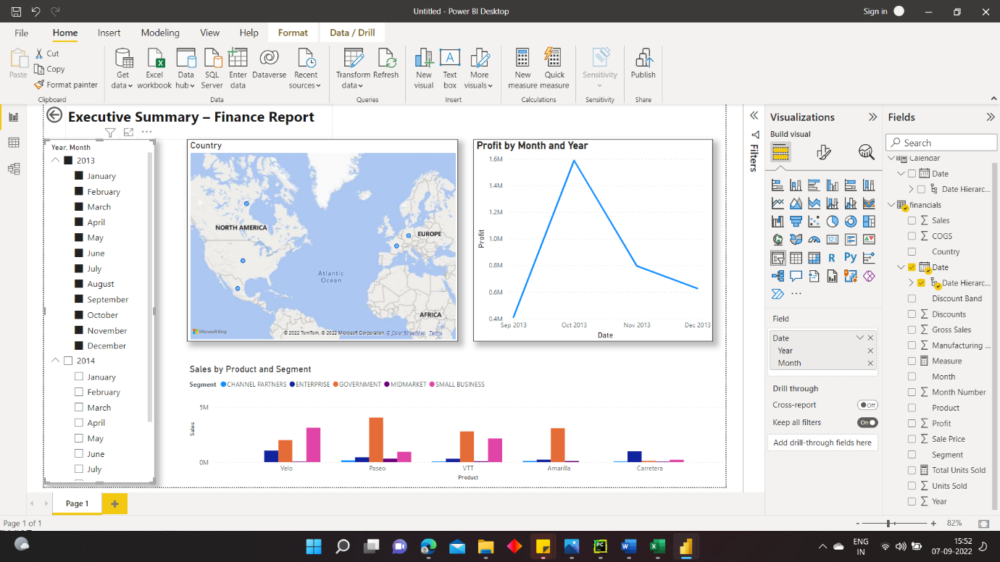 Untitled - Power BI Desktop
Sign in
File Home Insert Modeling View Help Format Data / Drill
Paste
Cut
Copy
Format painter
Get data
Excel workbook
Data hub
SQL Server
Enter data
Dataverse
Recent sources
Transform data
Refresh
New visual
Text box
More visuals
New measure
Quick measure
Sensitivity
Publish
Clipboard Data Queries Insert Calculations Sensitivity Share
Executive Summary – Finance Report
Year, Month
2013
January
February
March
April
May
June
July
August
September
October
November
December
2014
January
February
March
April
May
June
July
Country
NORTH AMERICA
EUROPE
Atlantic
Ocean
AFRICA
Microsoft Bing
© 2022 TomTom, © 2022 Microsoft Corporation, © OpenStreetMap Terms
Profit by Month and Year
1.6M
1.4M
1.2M
1.0M
0.8M
0.6M
0.4M
Profit
Sep 2013 Oct 2013 Nov 2013 Dec 2013
Date
Sales by Product and Segment
Segment CHANNEL PARTNERS ENTERPRISE GOVERNMENT MIDMARKET SMALL BUSINESS
5M
0M
Sales
Velo Paseo VTT Amarilla Carretera
Product
Filters
Visualizations
Build visual
123
R Py
Field
Date
Year
Month
Drill through
Cross-report Off
Keep all filters On
Add drill-through fields here
Fields
Search
Calendar
Date
Date Hierarc...
financials
Sales
COGS
Country
Date
Date Hierarc...
Discount Band
Discounts
Gross Sales
Manufacturing ...
Measure
Month
Month Number
Product
Profit
Sale Price
Segment
Total Units Sold
Units Sold
Year
Page 1
Page 1 of 1
- + 82%
ENG
IN
15:52
07-09-2022